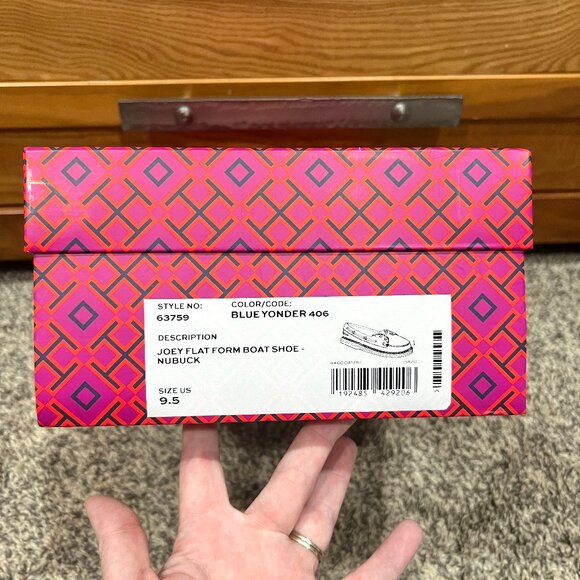 STYLE NO: COLOR/CODE:
63759 BLUE YONDER 406
DESCRIPTION
JOEY FLAT FORM BOAT SHOE -
NUBUCK
SIZE US
9.5
192485 429206